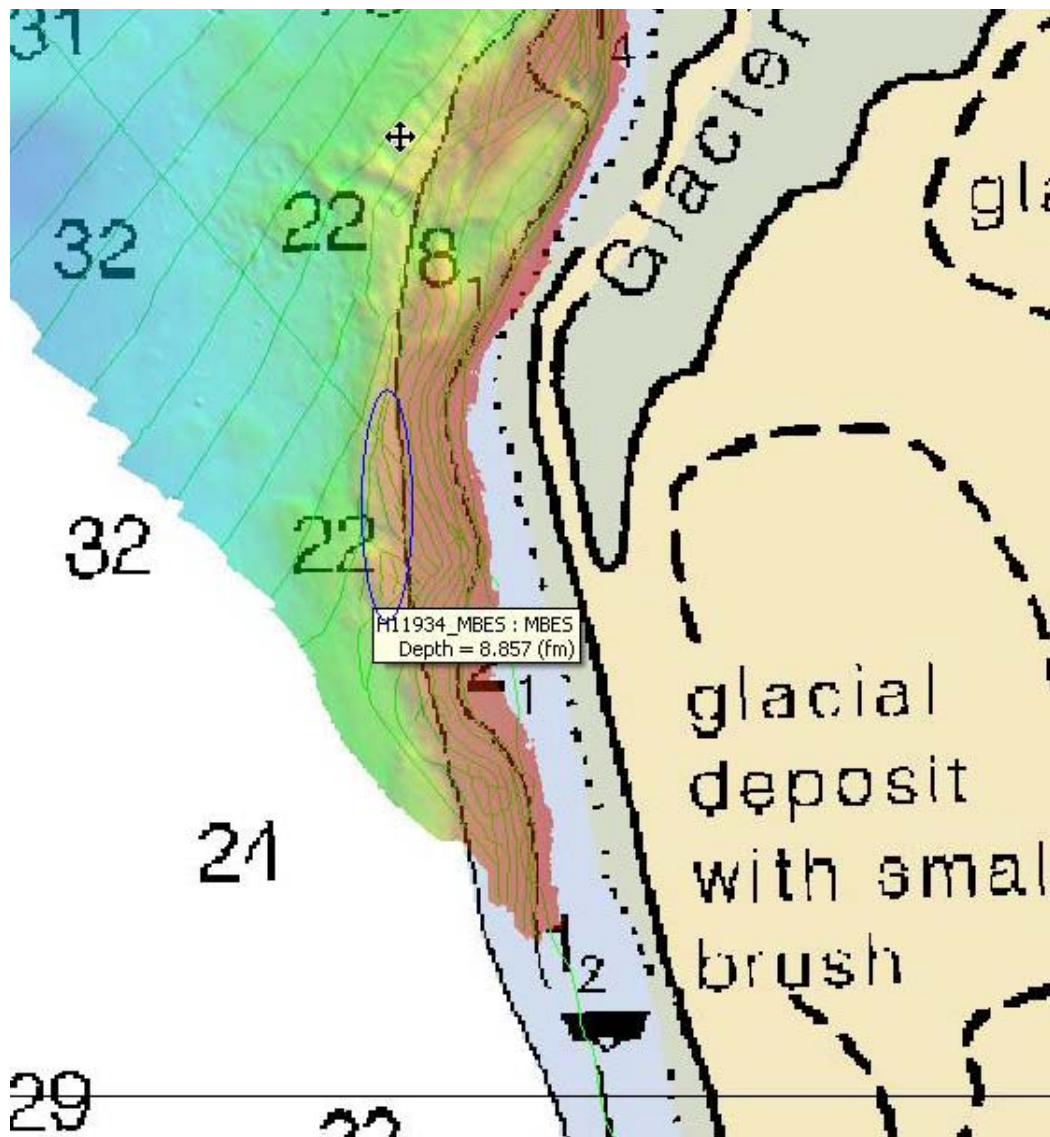 31
4
Glacier
22
32
8
1
gla
32
22
H11934_MBES : MBES
Depth = 8.857 (fm)
1
glacial
deposit
with smal
brush
21
2
29